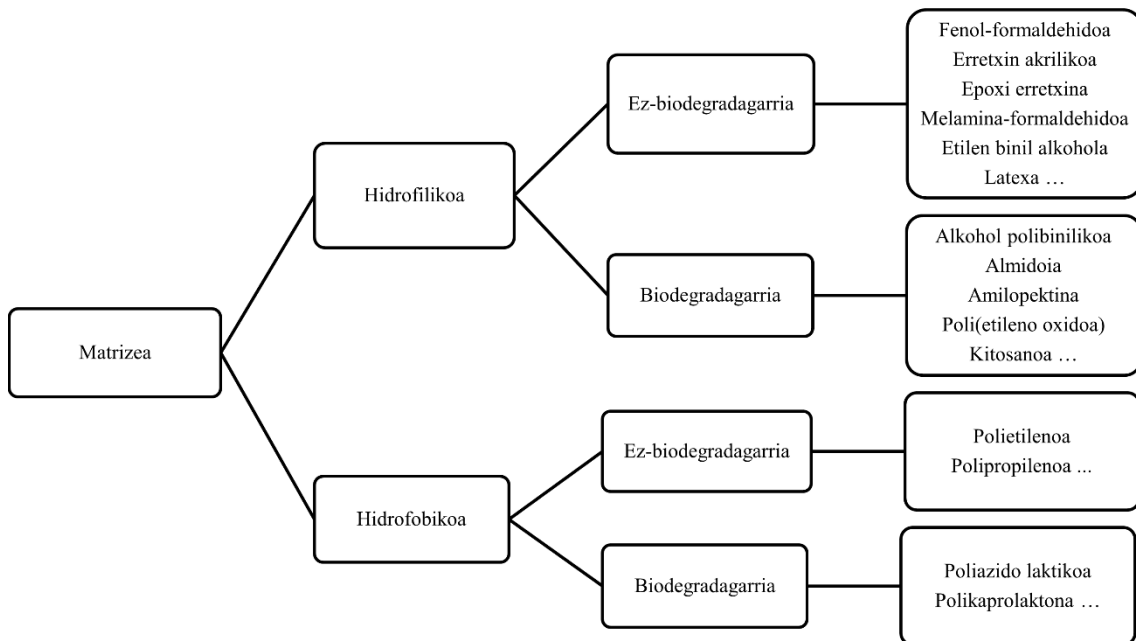 Matrizea
Hidrofilikoa
Ez-biodegradagarria
Fenol-formaldehidoa
Erretxin akrilikoa
Epoxi erretxina
Melamina-formaldehidoa
Etilen binil alkohola
Latexa …
Biodegradagarria
Alkohol polibinilikoa
Almidoia
Amilopektina
Poli(etileno oxidoa)
Kitosanoa …
Hidrofobikoa
Ez-biodegradagarria
Polietilenoa
Polipropilenoa ...
Biodegradagarria
Poliazido laktikoa
Polikaprolaktona …